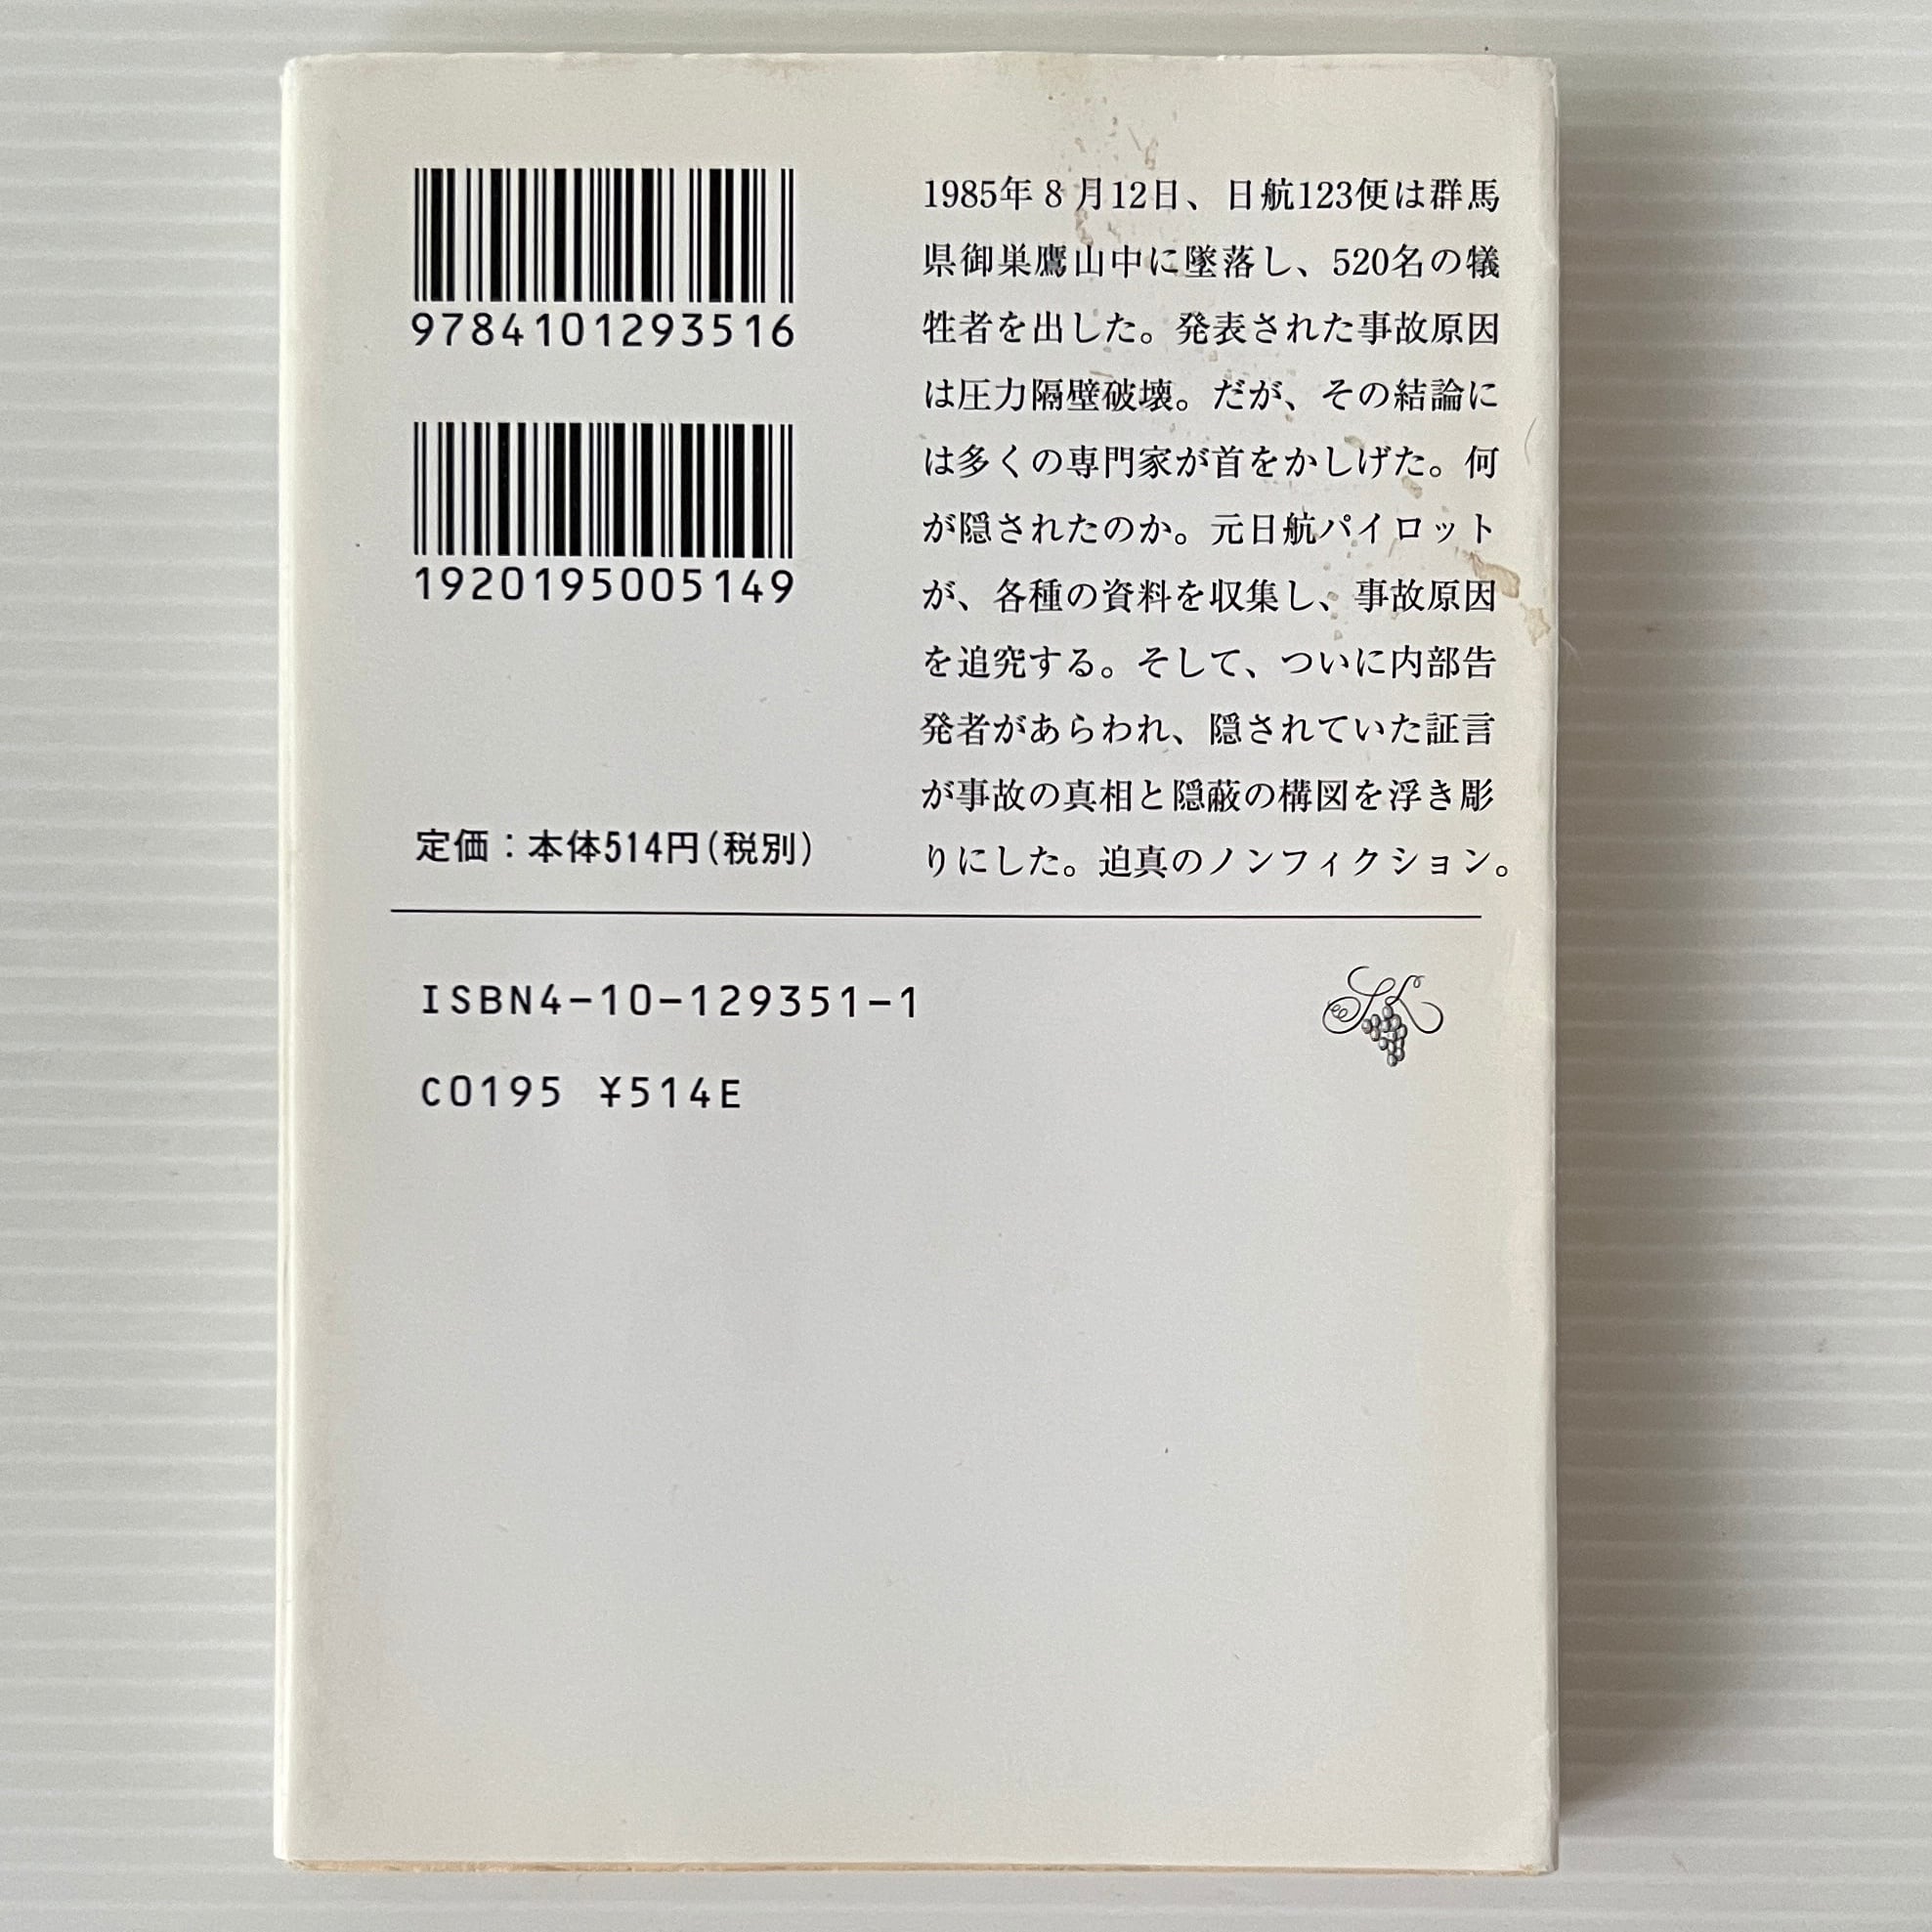 9784101293516
1920195005149
定価：本体514円（税別）
1985年8月12日、日航123便は群馬
県御巣鷹山中に墜落し、520名の犠
牲者を出した。発表された事故原因
は圧力隔壁破壊。だが、その結論に
は多くの専門家が首をかしげた。何
が隠されたのか。元日航パイロット
が、各種の資料を収集し、事故原因
を追究する。そして、ついに内部告
発者があらわれ、隠されていた証言
が事故の真相と隠蔽の構図を浮き彫
りにした。迫真のノンフィクション。
ISBN4-10-129351-1
C0195 ¥514E